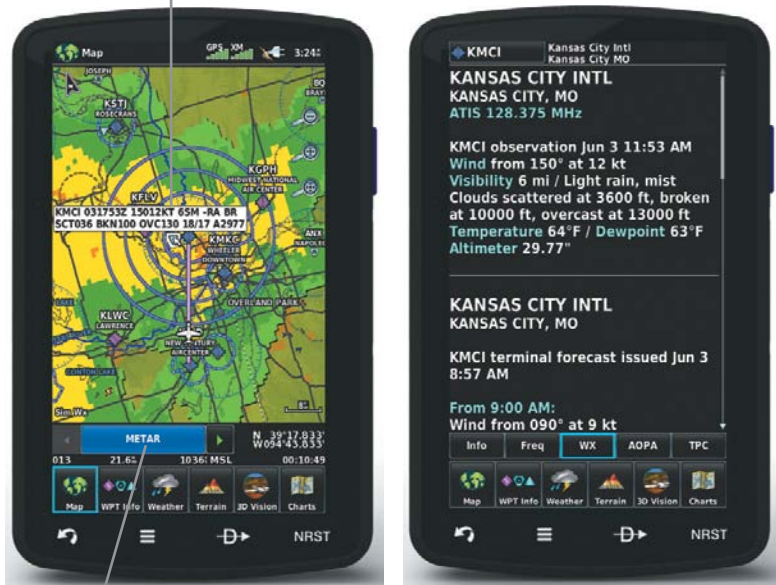 Map
GPS XM
3:24
JOSEPH
BRAY
KSTJ
ROSECRANS
KGPH
MIDWEST NATIONAL
AIR CENTER
KFLV
KMCI 031753Z 15012KT 6SM -RA BR
SCT036 BKN100 OVC130 18/17 A2977
KMKC
WHEELER
DOWNTOWN
ANX
NAPOLEO
LAKE
OVERLAND PARK
KLWC
LAWRENCE
NEW CENTURY
AIRCENTER
CLINTON LAKE
Sim Wx
METAR
N 39°17.833'
W094°43.833'
013
MSL
00:10:49
Map
WPT Info
Weather
Terrain
3D Vision
Charts
NRST
KMCI
Kansas City Intl
Kansas City MO
KANSAS CITY INTL
KANSAS CITY, MO
ATIS 128.375 MHz
KMCI observation Jun 3 11:53 AM
Wind from 150° at 12 kt
Visibility 6 mi / Light rain, mist
Clouds scattered at 3600 ft, broken
at 10000 ft, overcast at 13000 ft
Temperature 64°F / Dewpoint 63°F
Altimeter 29.77"
KANSAS CITY INTL
KANSAS CITY, MO
KMCI terminal forecast issued Jun 3
8:57 AM
From 9:00 AM:
Wind from 090° at 9 kt
Info
Freq
WX
AOPA
TPC
Map
WPT Info
Weather
Terrain
3D Vision
Charts
NRST